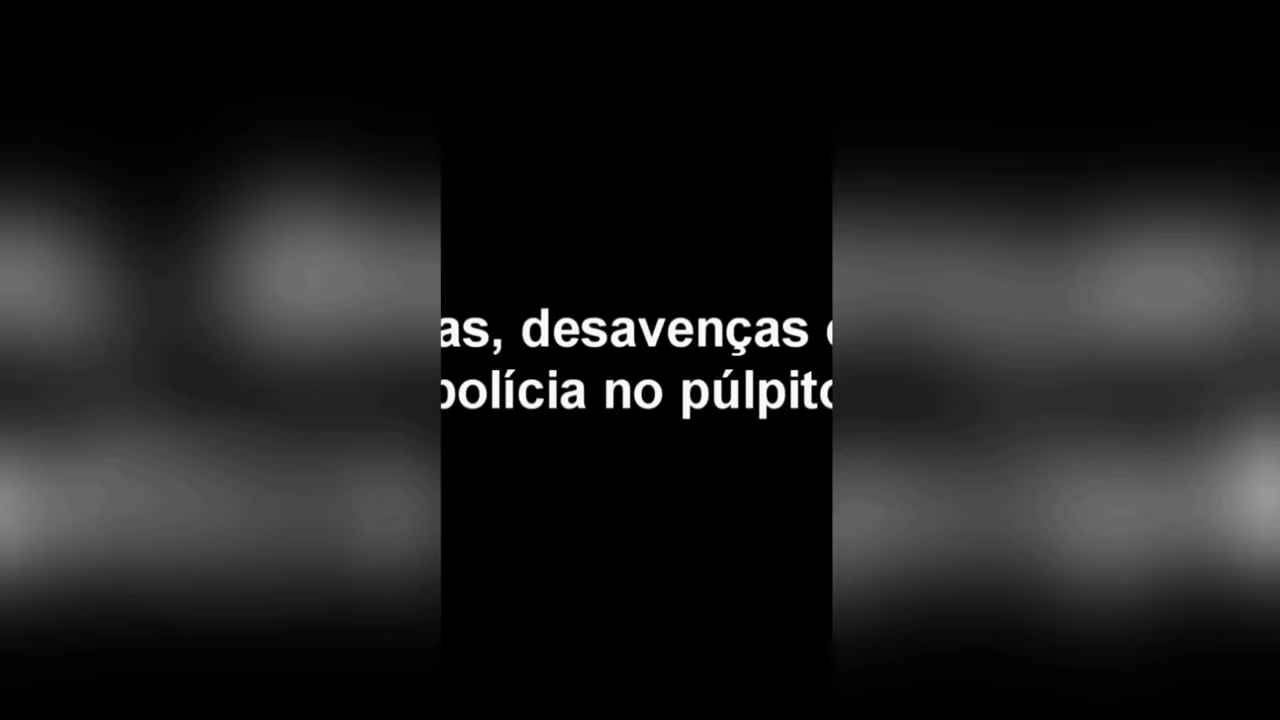 as, desavenças
polícia no púlpito